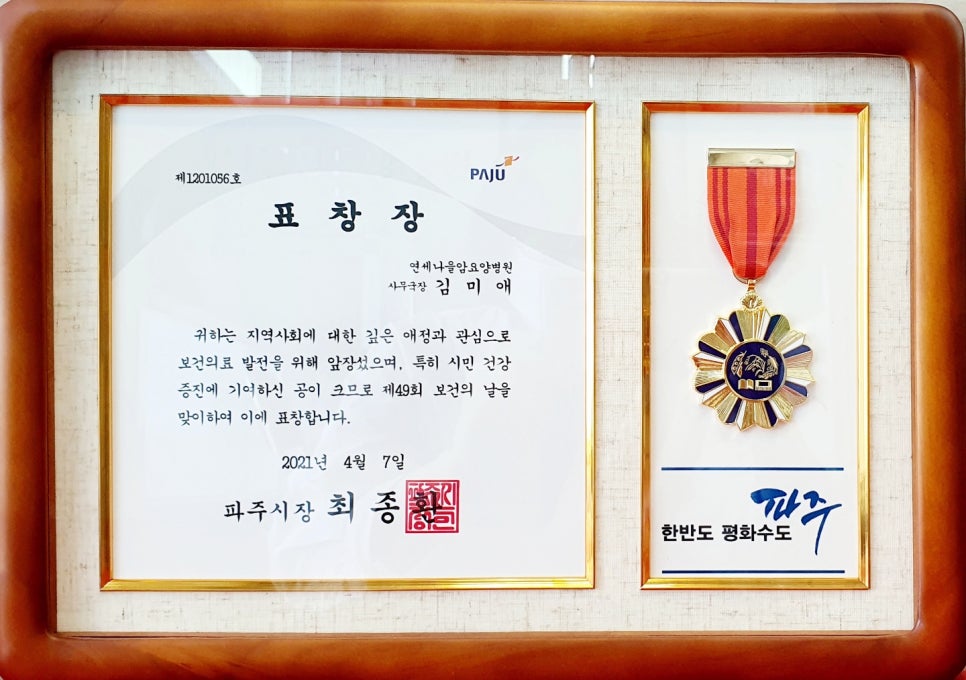 제1201056호
PAJU
표 창 장
연세나을암요양병원
사무국장 김 미 애
귀하는 지역사회에 대한 깊은 애정과 관심으로
보건의료 발전을 위해 앞장섰으며, 특히 시민 건강
증진에 기여하신 공이 크므로 제49회 보건의 날을
맞이하여 이에 표창합니다.
2021년 4월 7일
파주시장 최 종 환
파주
한반도 평화수도